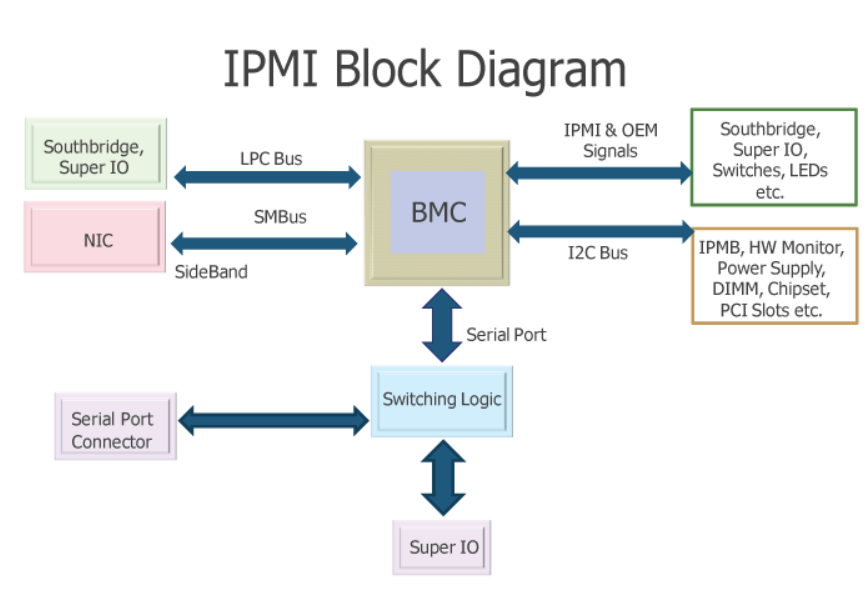 IPMI Block Diagram
Southbridge,
Super IO
LPC Bus
NIC
SMBus
SideBand
BMC
IPMI & OEM
Signals
Southbridge,
Super IO,
Switches, LEDs
etc.
I2C Bus
IPMB, HW Monitor,
Power Supply,
DIMM, Chipset,
PCI Slots etc.
Serial Port
Switching Logic
Serial Port
Connector
Super IO